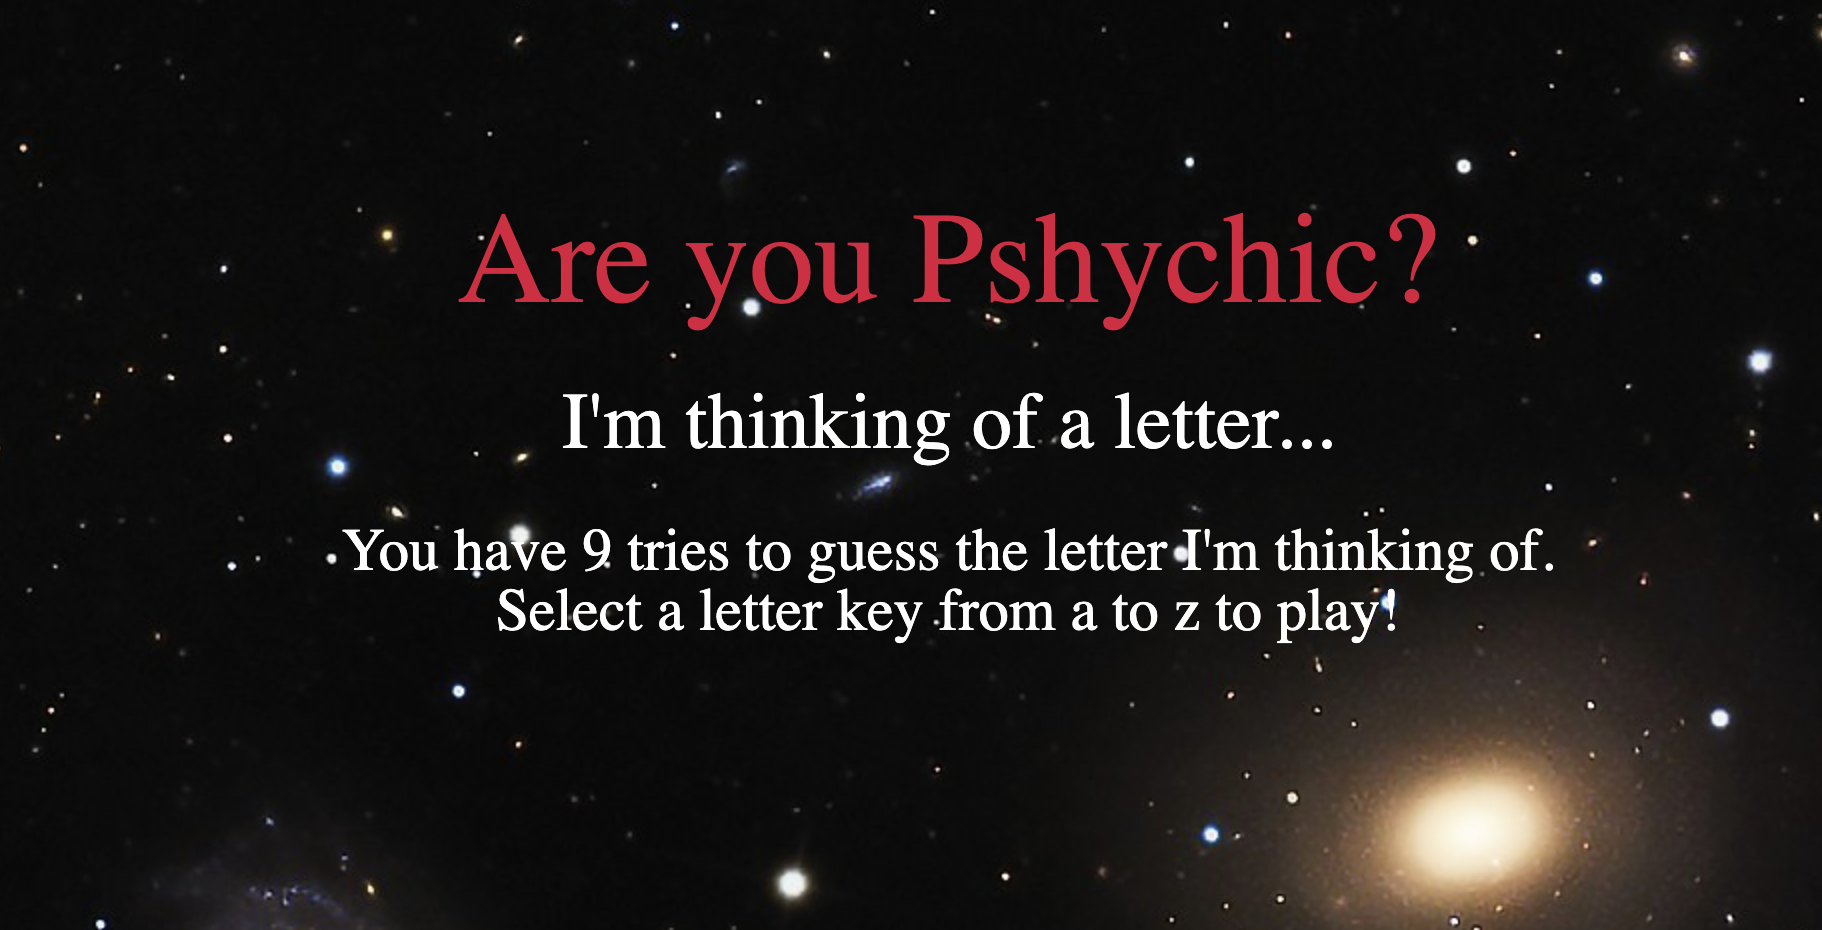 Are you Pshychic?
I'm thinking of a letter...
You have 9 tries to guess the letter I'm thinking of.
Select a letter key from a to z to play!